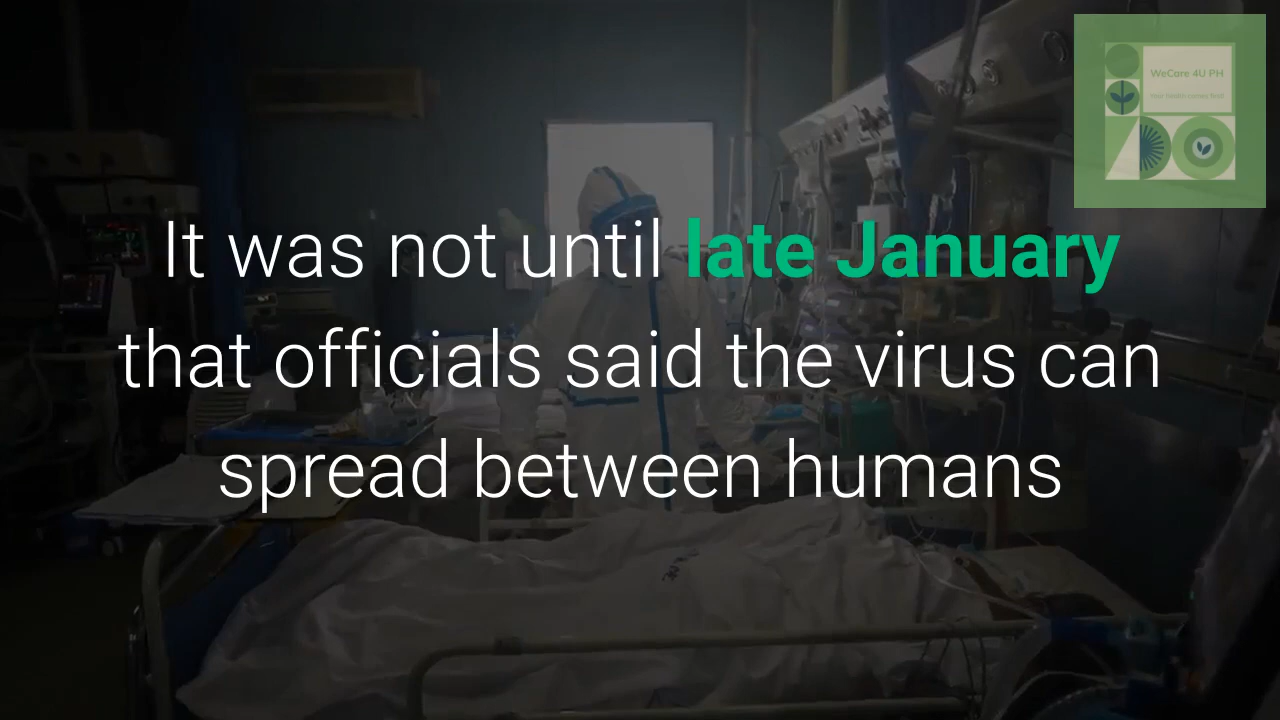 WeCare 4U PH
It was not until late January
that officials said the virus can
spread between humans